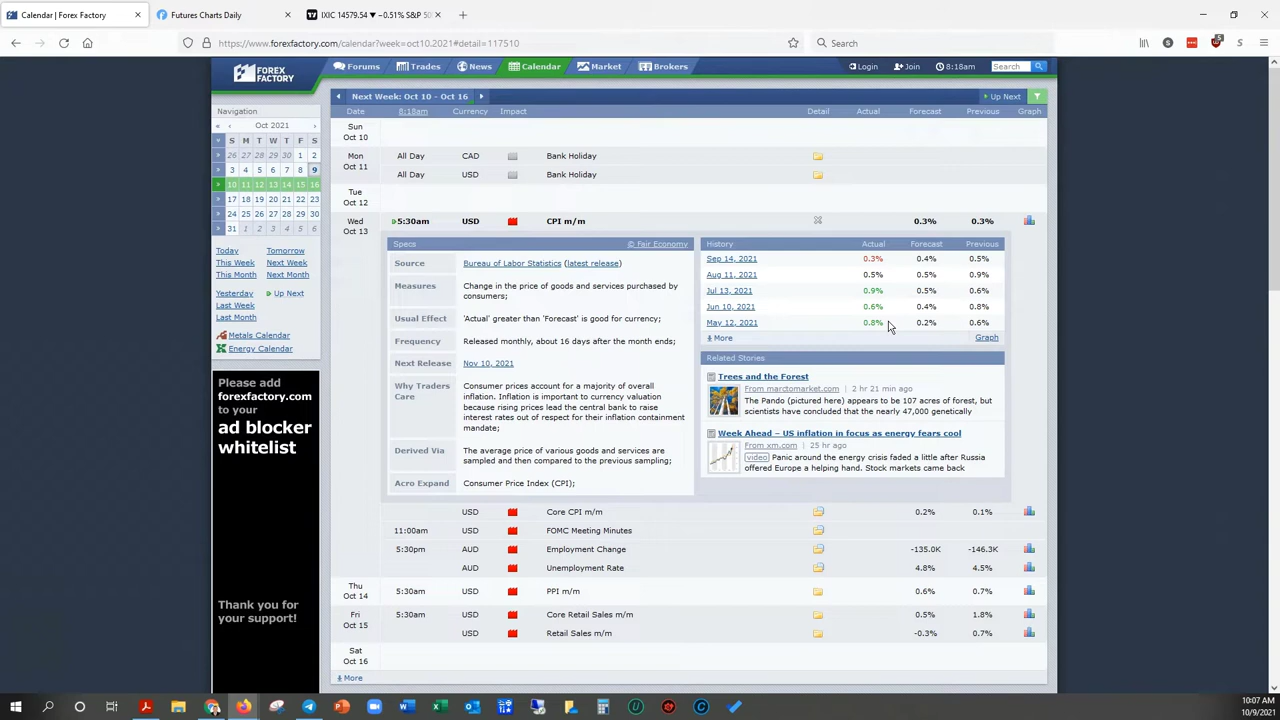 Calendar | Forex Factory
Futures Charts Daily
IXIC 14579.54 ▼ −0.51% S&P 50
https://www.forexfactory.com/calendar?week=oct10.2021#detail=117510
Search
FOREX FACTORY
Forums
Trades
News
Calendar
Market
Brokers
Login
Join
8:18am
Search
Navigation
« ‹ Oct 2021 ›
S M T W T F S
26 27 28 29 30 1 2
3 4 5 6 7 8 9
10 11 12 13 14 15 16
17 18 19 20 21 22 23
24 25 26 27 28 29 30
31 1 2 3 4 5 6
Today Tomorrow
This Week Next Week
This Month Next Month
Yesterday Up Next
Last Week
Last Month
Metals Calendar
Energy Calendar
Please add
forexfactory.com
to your
ad blocker
whitelist
Thank you for
your support!
Next Week: Oct 10 - Oct 16
Up Next
Date 8:18am Currency Impact Detail Actual Forecast Previous Graph
Sun
Oct 10
Mon
Oct 11
All Day CAD Bank Holiday
All Day USD Bank Holiday
Tue
Oct 12
Wed
Oct 13
5:30am USD CPI m/m 0.3% 0.3%
Specs © Fair Economy
Source Bureau of Labor Statistics (latest release)
Measures Change in the price of goods and services purchased by
consumers;
Usual Effect 'Actual' greater than 'Forecast' is good for currency;
Frequency Released monthly, about 16 days after the month ends;
Next Release Nov 10, 2021
Why Traders
Care
Consumer prices account for a majority of overall
inflation. Inflation is important to currency valuation
because rising prices lead the central bank to raise
interest rates out of respect for their inflation containment
mandate;
Derived Via The average price of various goods and services are
sampled and then compared to the previous sampling;
Acro Expand Consumer Price Index (CPI);
History Actual Forecast Previous
Sep 14, 2021 0.3% 0.4% 0.5%
Aug 11, 2021 0.5% 0.5% 0.9%
Jul 13, 2021 0.9% 0.5% 0.6%
Jun 10, 2021 0.6% 0.4% 0.8%
May 12, 2021 0.8% 0.2% 0.6%
More Graph
Related Stories
Trees and the Forest
From marctomarket.com | 2 hr 21 min ago
The Pando (pictured here) appears to be 107 acres of forest, but
scientists have concluded that the nearly 47,000 genetically
Week Ahead – US inflation in focus as energy fears cool
From xm.com | 25 hr ago
video Panic around the energy crisis faded a little after Russia
offered Europe a helping hand. Stock markets came back
USD Core CPI m/m 0.2% 0.1%
11:00am USD FOMC Meeting Minutes
5:30pm AUD Employment Change -135.0K -146.3K
AUD Unemployment Rate 4.8% 4.5%
Thu
Oct 14
5:30am USD PPI m/m 0.6% 0.7%
Fri
Oct 15
5:30am USD Core Retail Sales m/m 0.5% 1.8%
USD Retail Sales m/m -0.3% 0.7%
Sat
Oct 16
More
10:07 AM
10/9/2021